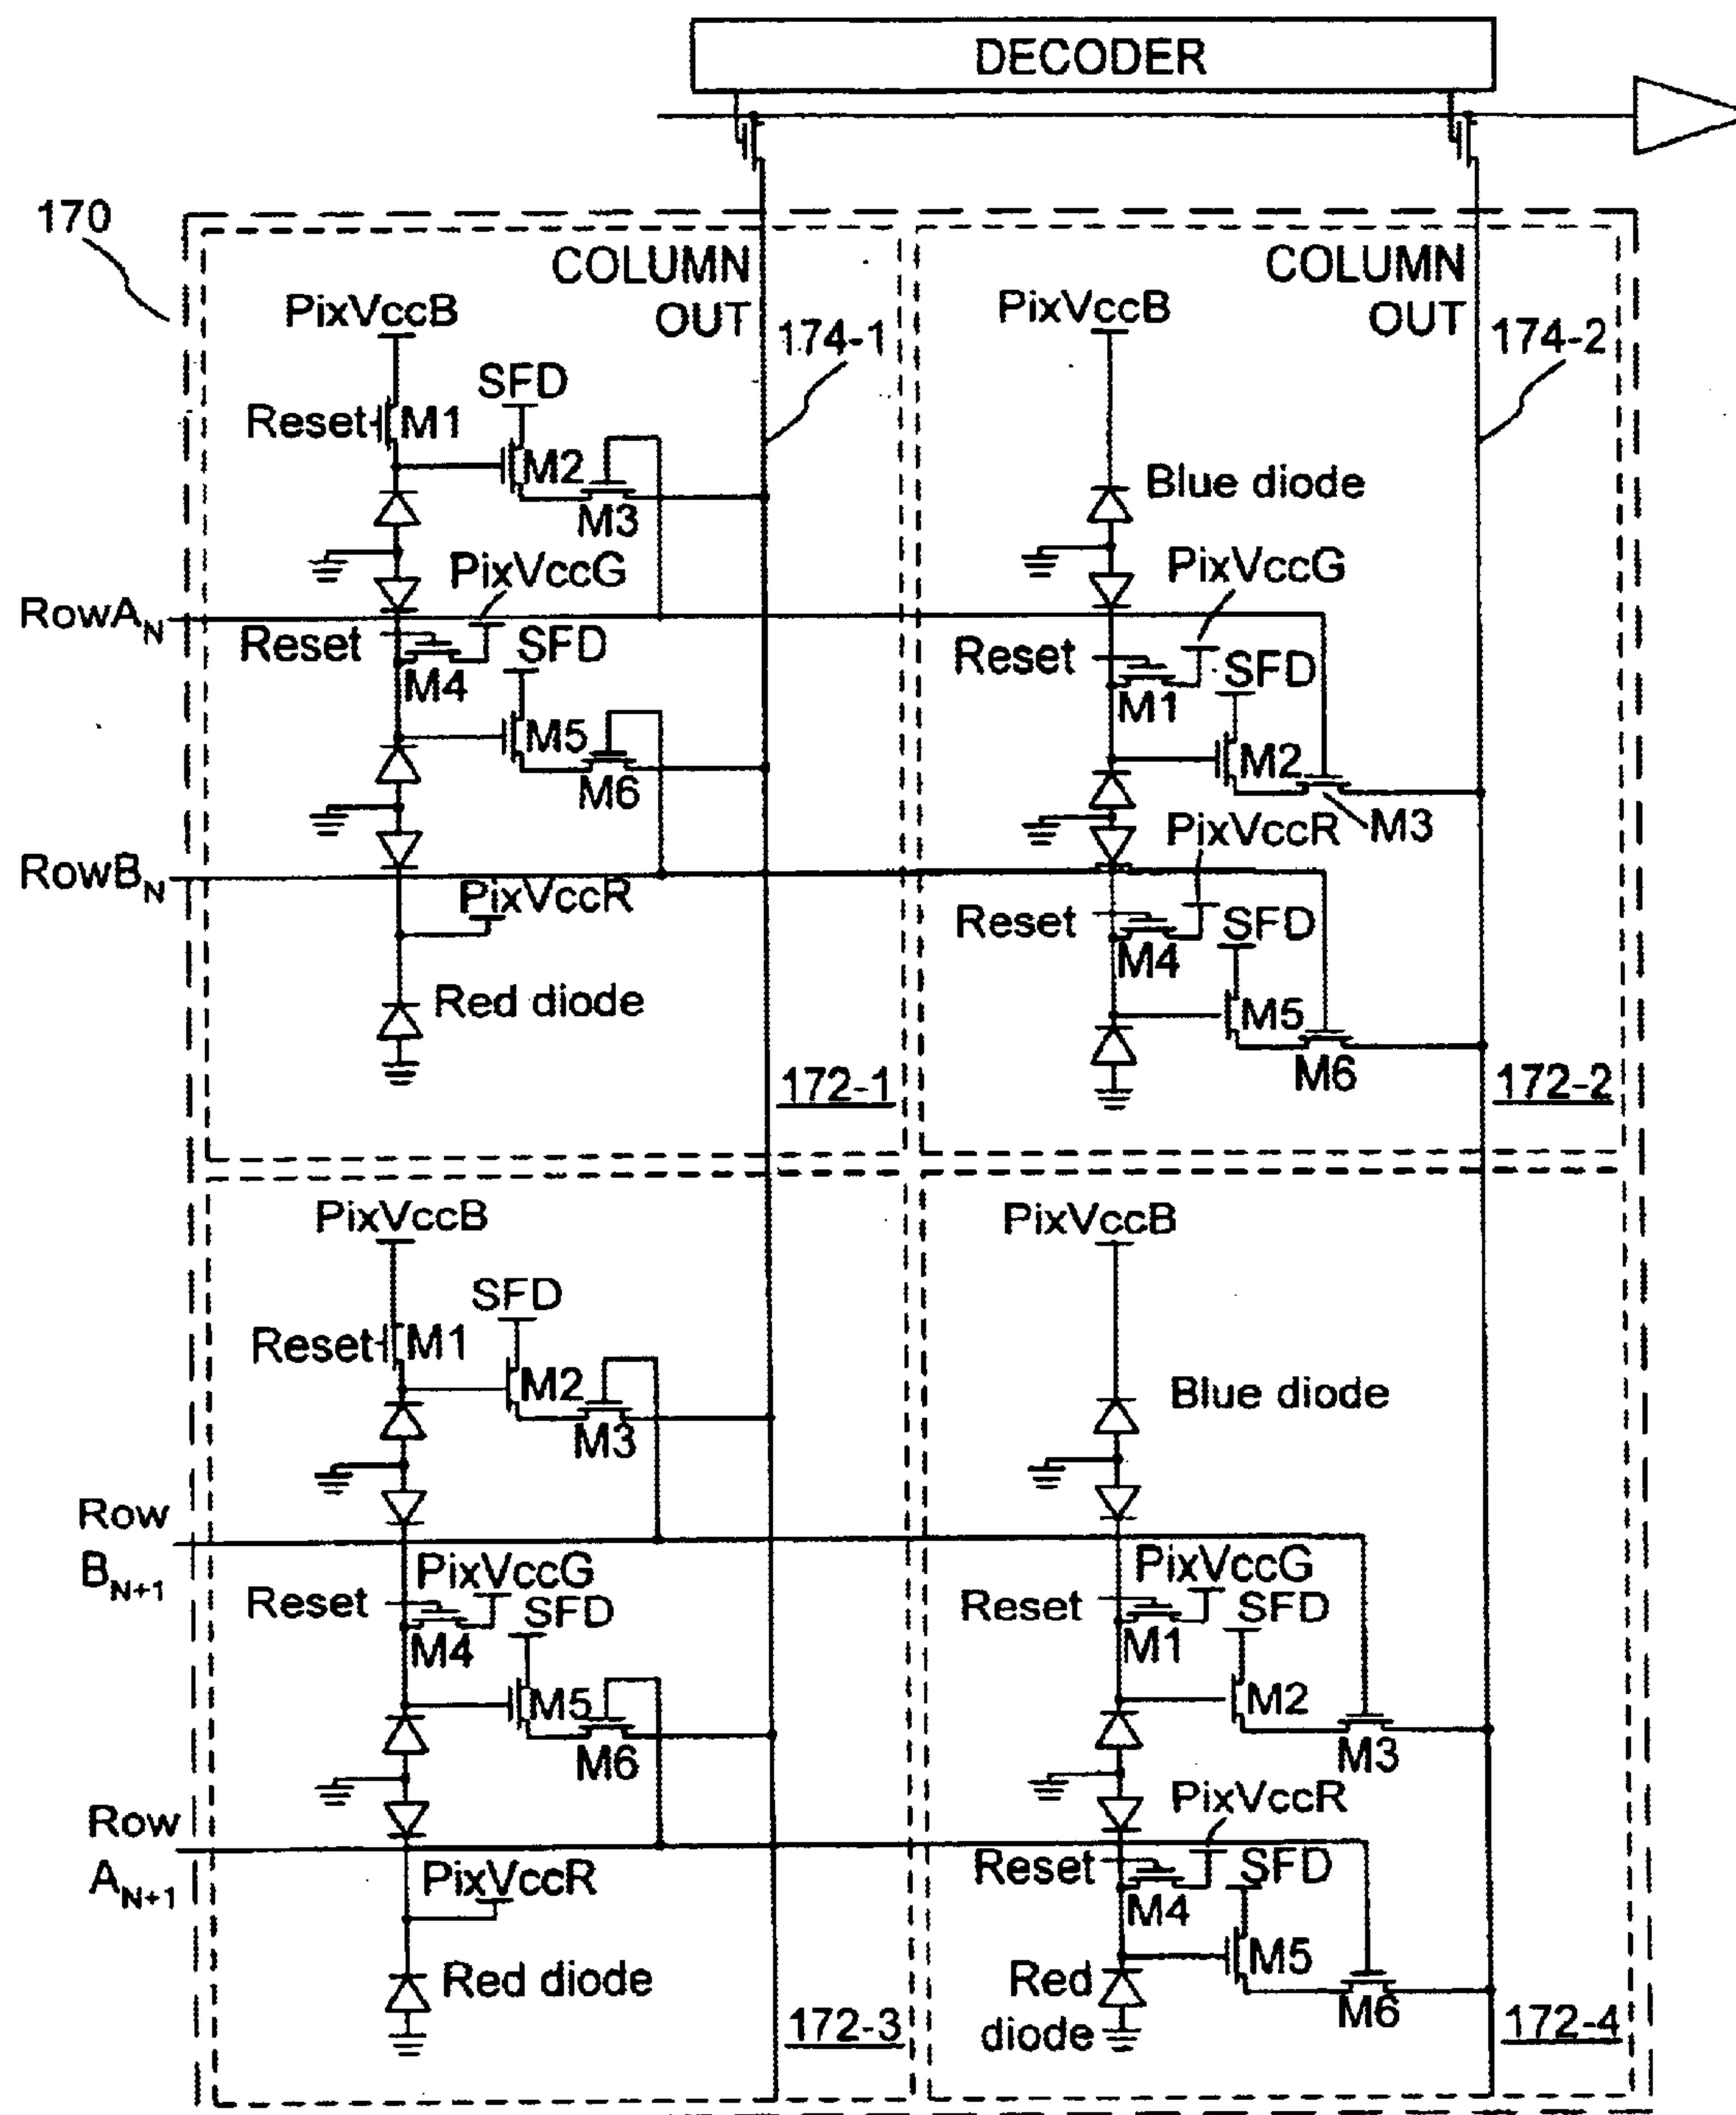 DECODER
170
COLUMN
OUT
COLUMN
OUT
PixVccB
PixVccB
174-1
174-2
SFD
Reset
M1
M2
M3
Blue diode
PixVccG
PixVccG
RowA_N
Reset
SFD
M4
Reset
SFD
M1
M5
M6
M2
M3
PixVccR
RowB_N
PixVccR
Reset
SFD
M4
Red diode
M5
M6
172-1
172-2
PixVccB
PixVccB
SFD
Reset
M1
M2
M3
Blue diode
Row
B_N+1
PixVccG
PixVccG
Reset
SFD
M4
Reset
SFD
M1
M5
M6
M2
M3
PixVccR
Row
A_N+1
PixVccR
Reset
SFD
M4
Red diode
M5
Red
diode
M6
172-3
172-4